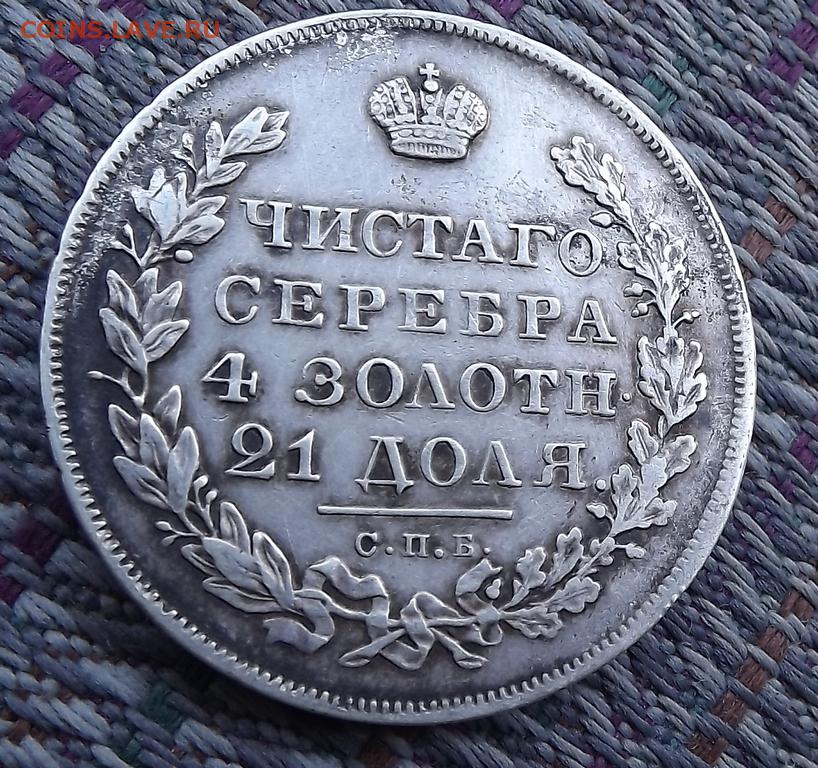 COINS.LAVE.RU
ЧИСТАГО
СЕРЕБРА
4 ЗОЛОТН.
21 ДОЛЯ.
С.П.Б.